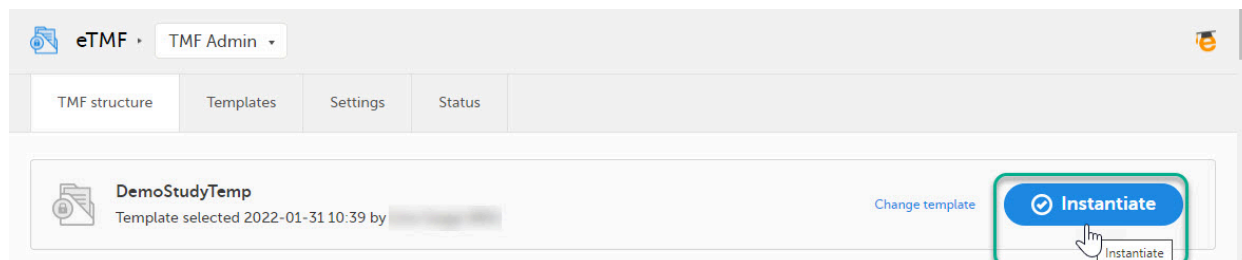 eTMF TMF Admin
TMF structure Templates Settings Status
DemoStudyTemp
Template selected 2022-01-31 10:39 by
Change template
Instantiate
Instantiate